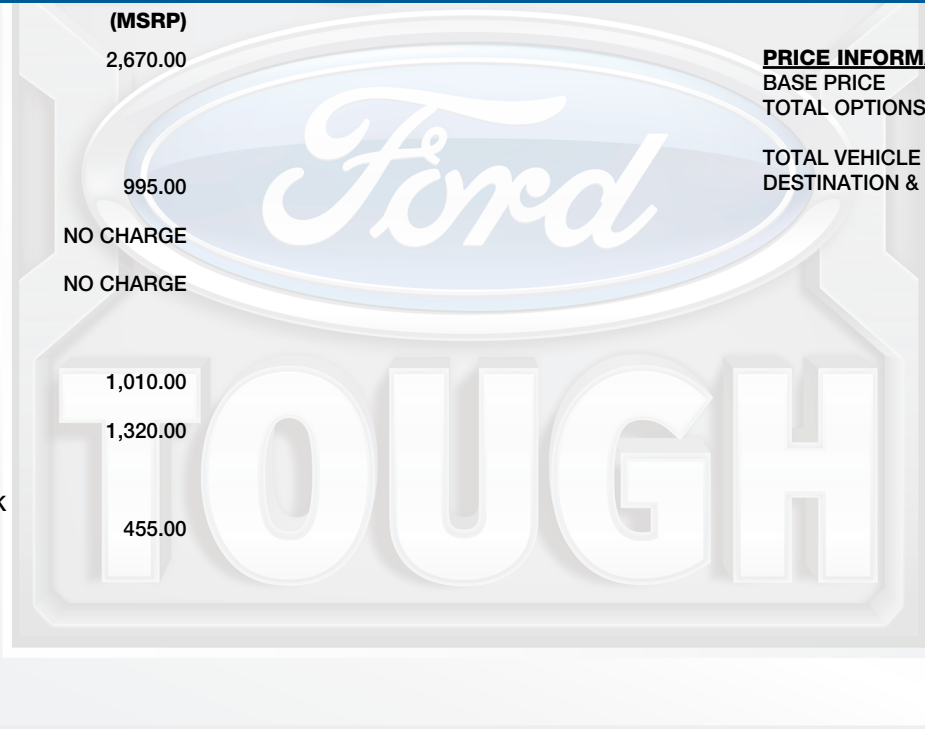 (MSRP)
2,670.00
995.00
NO CHARGE
NO CHARGE
1,010.00
1,320.00
K
455.00
PRICE INFORMA
BASE PRICE
TOTAL OPTIONS
TOTAL VEHICLE
DESTINATION &
Ford
TOUGH